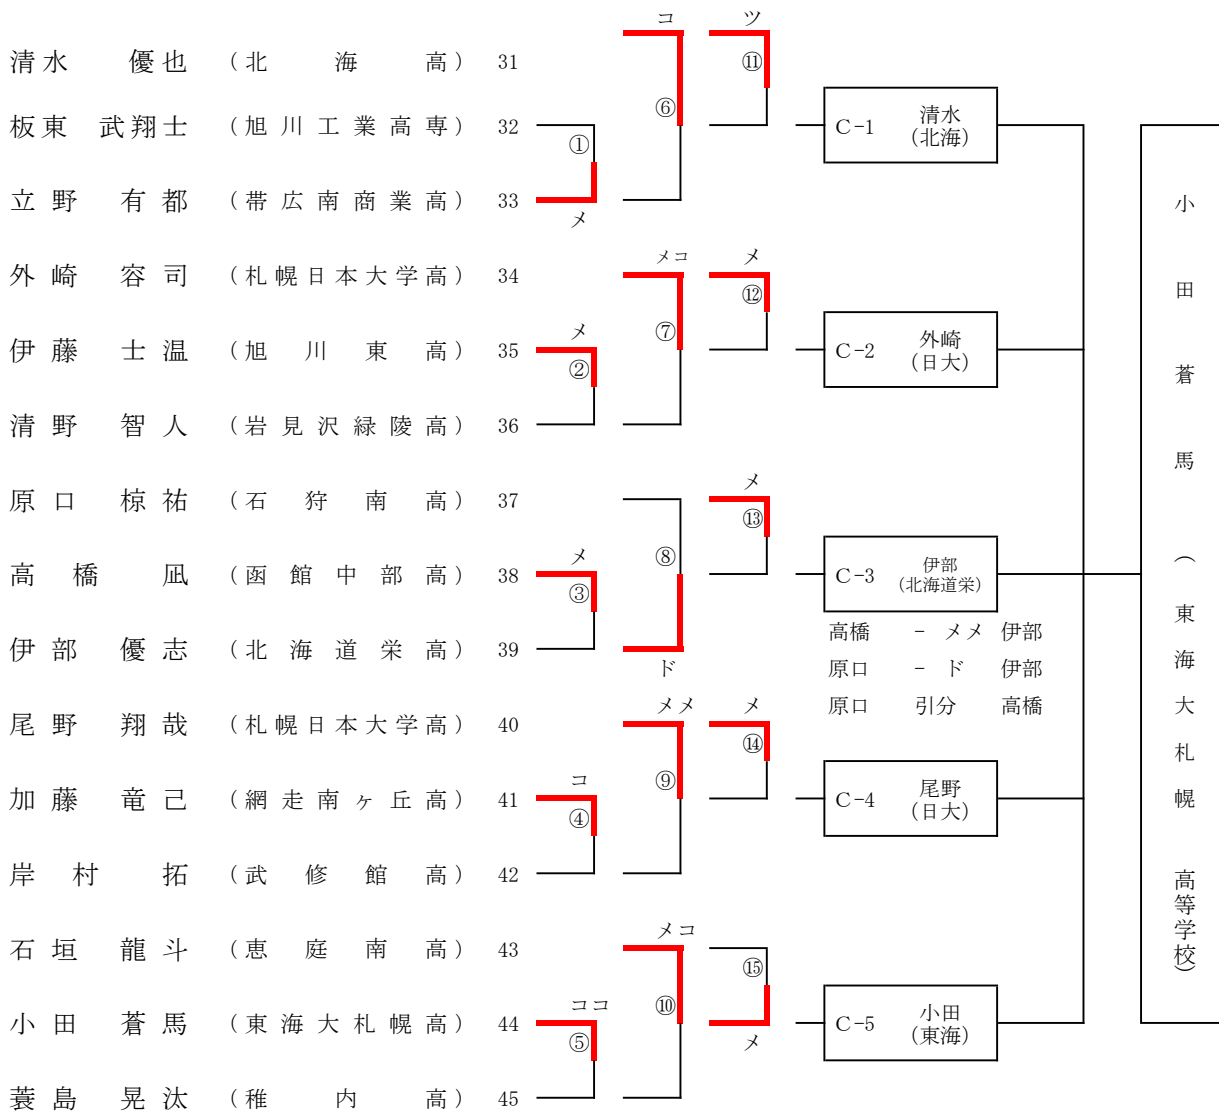 コ ツ
清水 優也 (北海高) 31
⑪
⑥
板東 武翔士 (旭川工業高専) 32
①
C-1 清水
(北海)
立野 有都 (帯広南商業高) 33
メ
メコ メ
外崎 容司 (札幌日本大学高) 34
⑫
メ ⑦
伊藤 士温 (旭川東高) 35
②
C-2 外崎
(日大)
清野 智人 (岩見沢緑陵高) 36
メ
原口 椋祐 (石狩南高) 37
⑬
メ ⑧
高橋 凪 (函館中部高) 38
③
C-3 伊部
(北海道栄)
伊部 優志 (北海道栄高) 39
ド
高橋 - メメ 伊部
原口 - ド 伊部
原口 引分 高橋
メメ メ
尾野 翔哉 (札幌日本大学高) 40
⑭
コ ⑨
加藤 竜己 (網走南ヶ丘高) 41
④
C-4 尾野
(日大)
岸村 拓 (武修館高) 42
メコ
石垣 龍斗 (恵庭南高) 43
⑮
ココ ⑩
小田 蒼馬 (東海大札幌高) 44
⑤
メ
C-5 小田
(東海)
蓑島 晃汰 (稚内高) 45
小田蒼馬(東海大札幌高等学校)